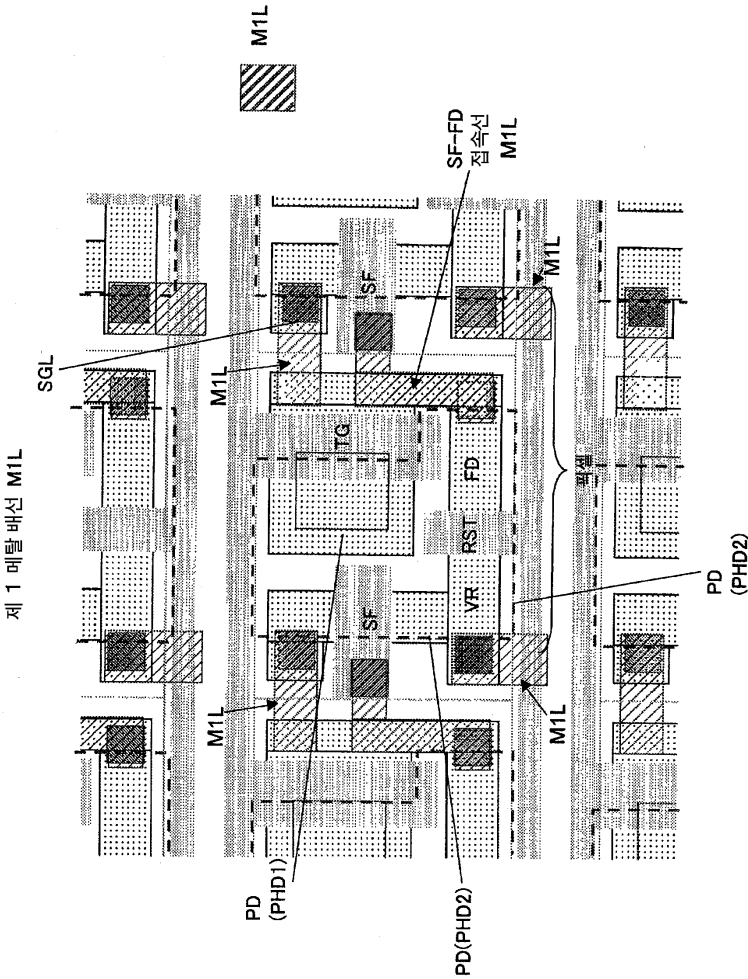 제 1 메탈 배선 M1L
M1L
SGL
SF-FD
접속선
M1L
M1L
SF
M1L
TG
FD
RST
VR
픽셀
SF
M1L
M1L
PD
(PHD1)
PD(PHD2)
PD
(PHD2)